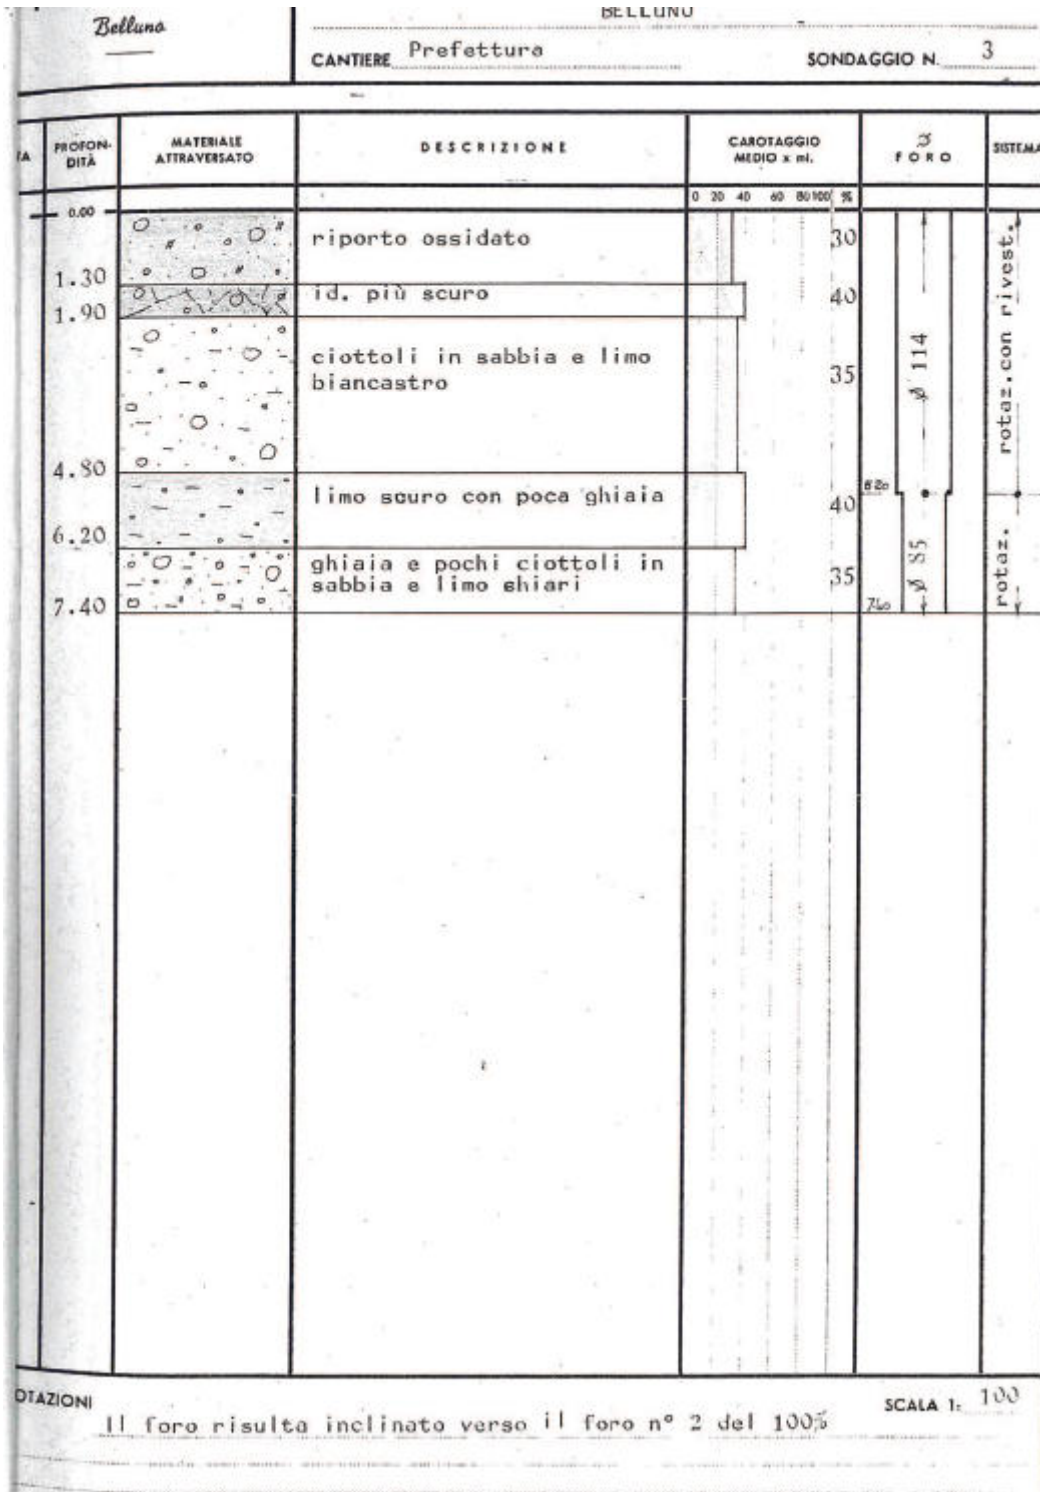 Belluno
BELLUNO
CANTIERE Prefettura
SONDAGGIO N. 3
PROFON-
DITÀ
MATERIALE
ATTRAVERSATO
DESCRIZIONE
CAROTAGGIO
MEDIO x ml.
Ø
FORO
SISTEMA
0 20 40 60 80 100 %
0.00
riporto ossidato
30
1.30
id. più scuro
40
1.90
ciottoli in sabbia e limo
biancastro
35
4.80
limo scuro con poca ghiaia
40
6.20
ghiaia e pochi ciottoli in
sabbia e limo chiari
35
7.40
Ø 114
Ø 85
rotaz.con rivest.
rotaz.
OTAZIONI
Il foro risulta inclinato verso il foro n° 2 del 100%
SCALA 1: 100